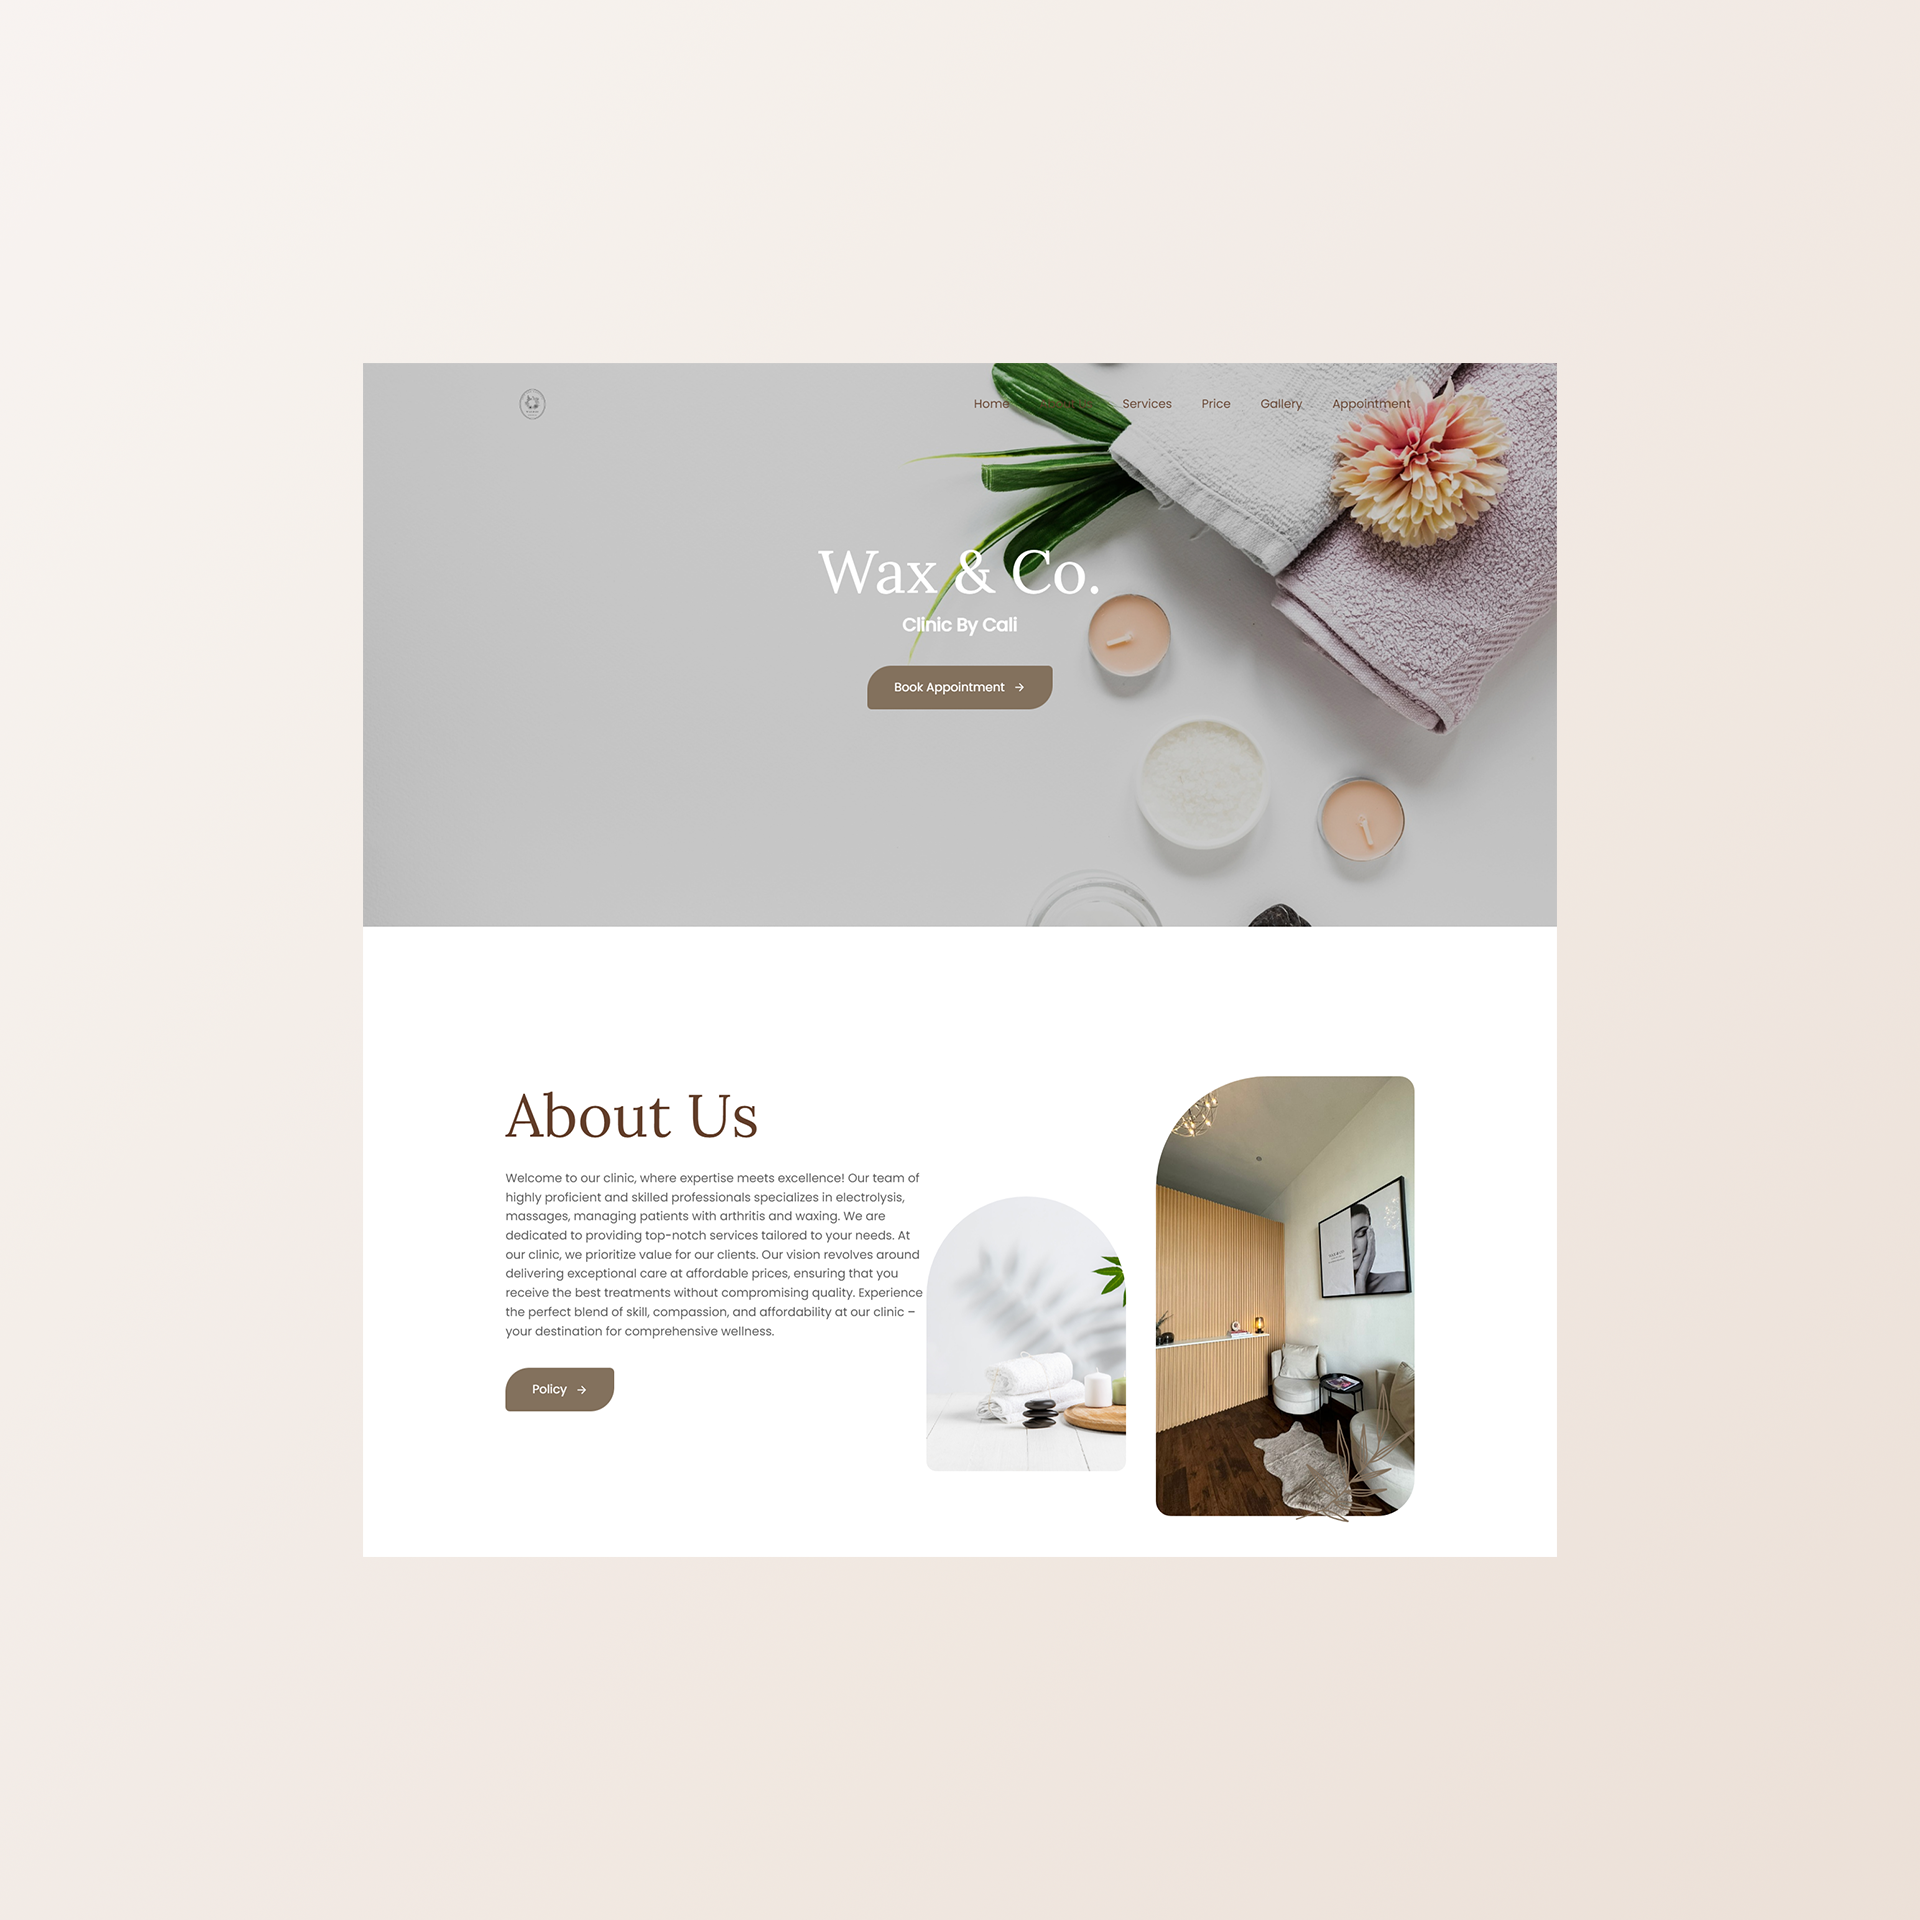 Home About Us Services Price Gallery Appointment
Wax & Co.
Clinic By Cali
Book Appointment →
About Us
Welcome to our clinic, where expertise meets excellence! Our team of
highly proficient and skilled professionals specializes in electrolysis,
massages, managing patients with arthritis and waxing. We are
dedicated to providing top-notch services tailored to your needs. At
our clinic, we prioritize value for our clients. Our vision revolves around
delivering exceptional care at affordable prices, ensuring that you
receive the best treatments without compromising quality. Experience
the perfect blend of skill, compassion, and affordability at our clinic –
your destination for comprehensive wellness.
Policy →